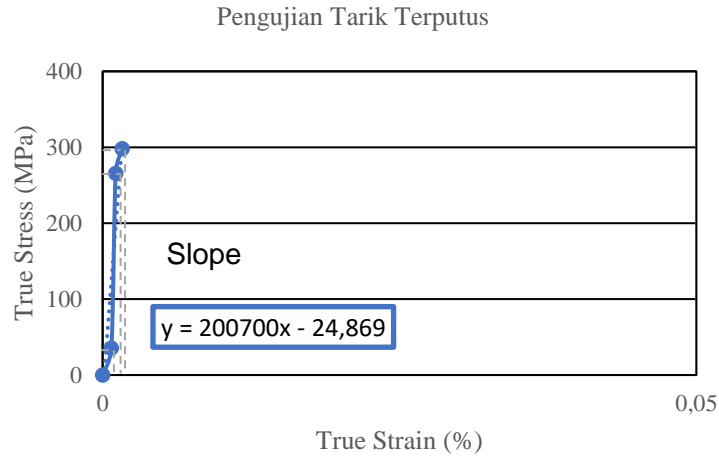 Pengujian Tarik Terputus
400
300
200
100
0
True Stress (MPa)
Slope
y = 200700x - 24,869
0
0,05
True Strain (%)